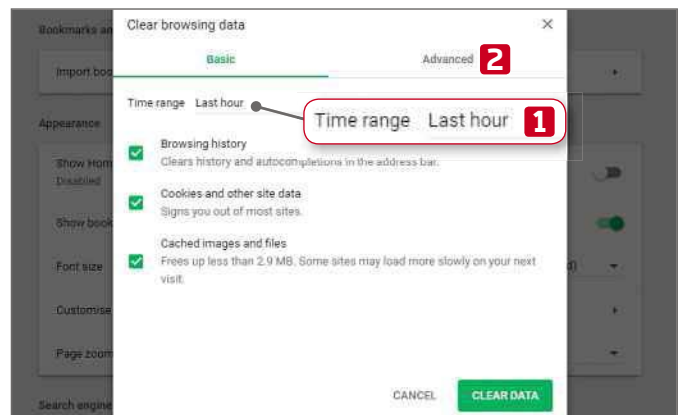 Bookmarks an
Import boo
Appearance
Show Hom
Disabled
Show book
Font size
Customise
Page zoom
Search engine
Clear browsing data
Basic
Advanced 2
Time range Last hour
Time range Last hour 1
Browsing history
Clears history and autocompletions in the address bar.
Cookies and other site data
Signs you out of most sites.
Cached images and files
Frees up less than 2.9 MB. Some sites may load more slowly on your next
visit.
CANCEL
CLEAR DATA
d)